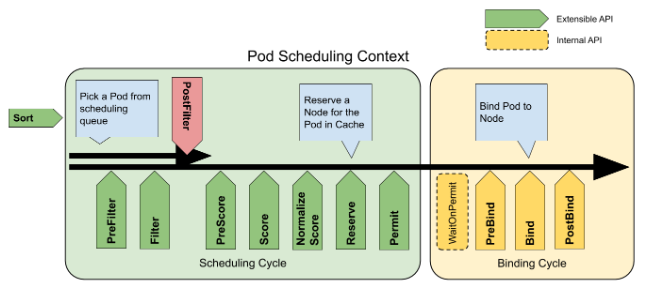 Extensible API
Internal API
Pod Scheduling Context
Pick a Pod from
scheduling
queue
PostFilter
Reserve a
Node for the
Pod in Cache
Bind Pod to
Node
Sort
PreFilter
Filter
PreScore
Score
Normalize
Score
Reserve
Permit
WaitOnPermit
PreBind
Bind
PostBind
Scheduling Cycle
Binding Cycle